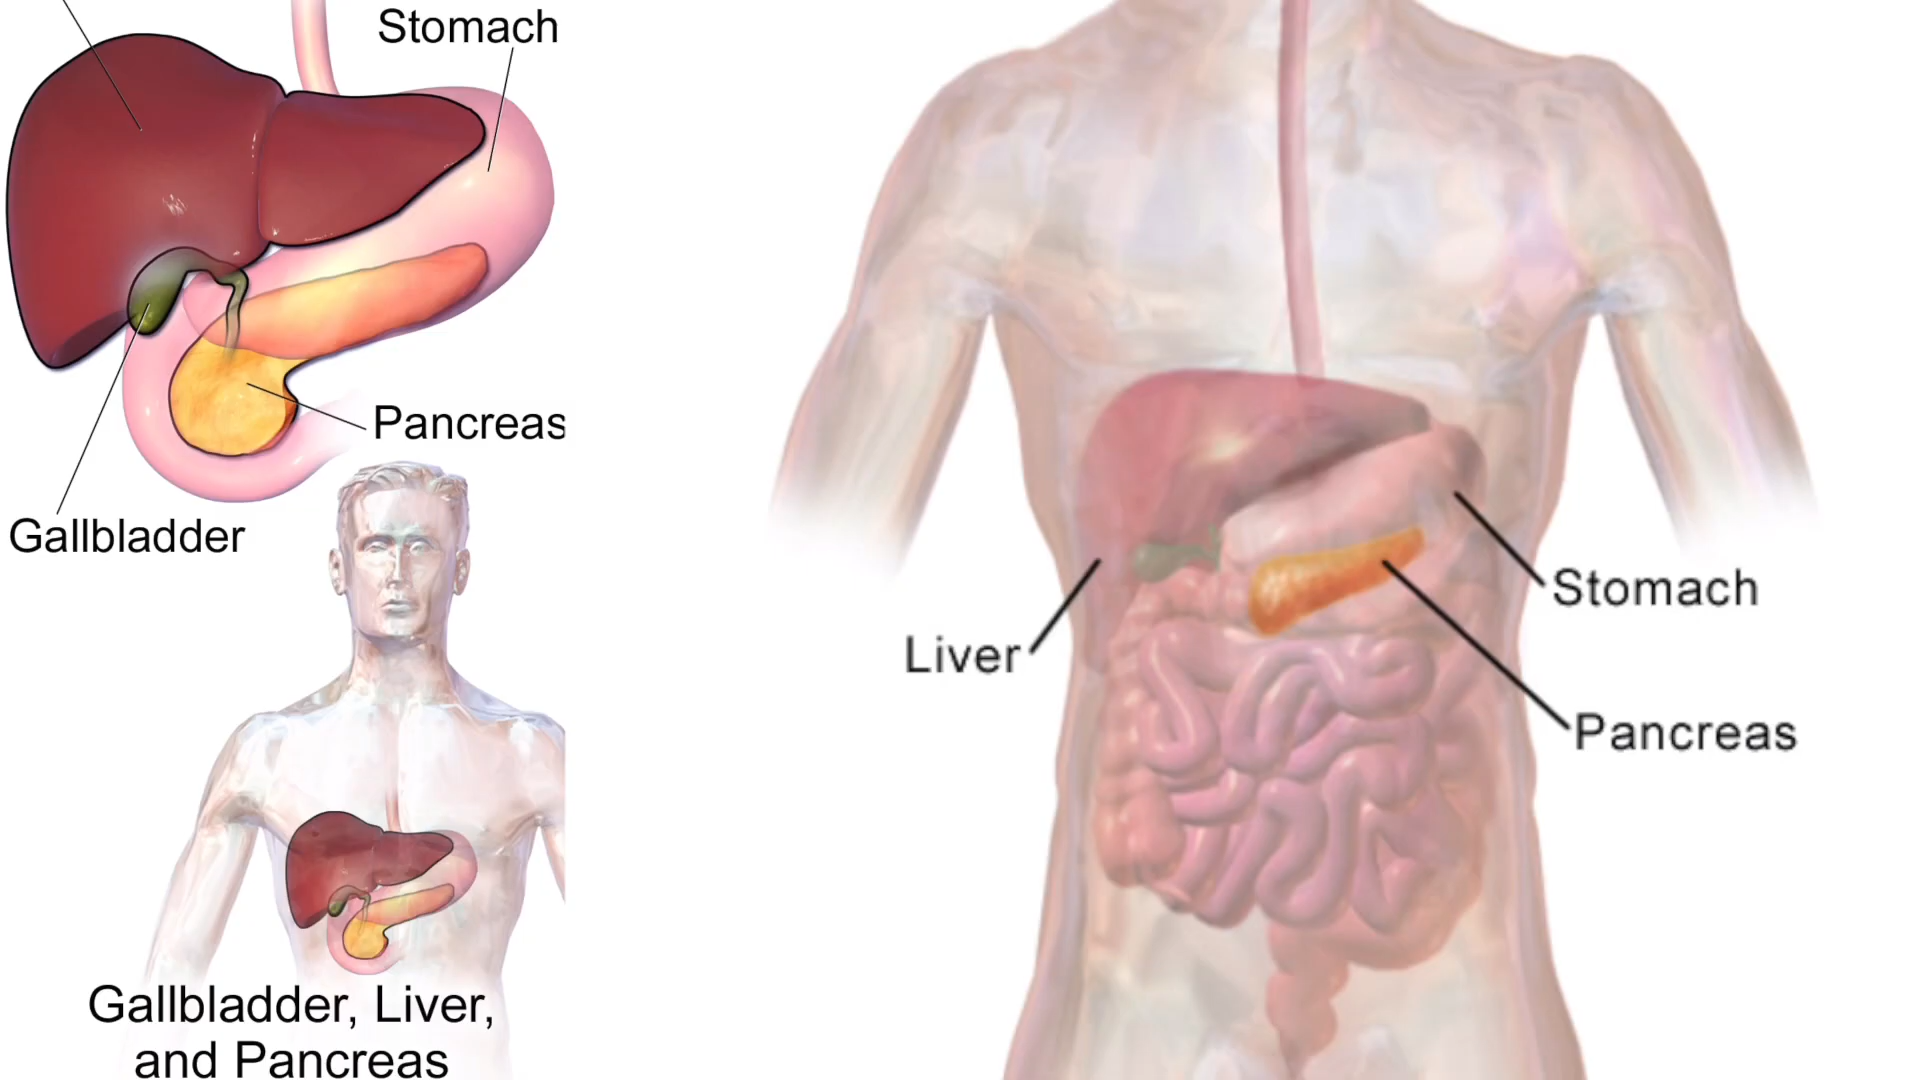 Stomach
Pancreas
Gallbladder
Gallbladder, Liver,
and Pancreas
Stomach
Liver
Pancreas